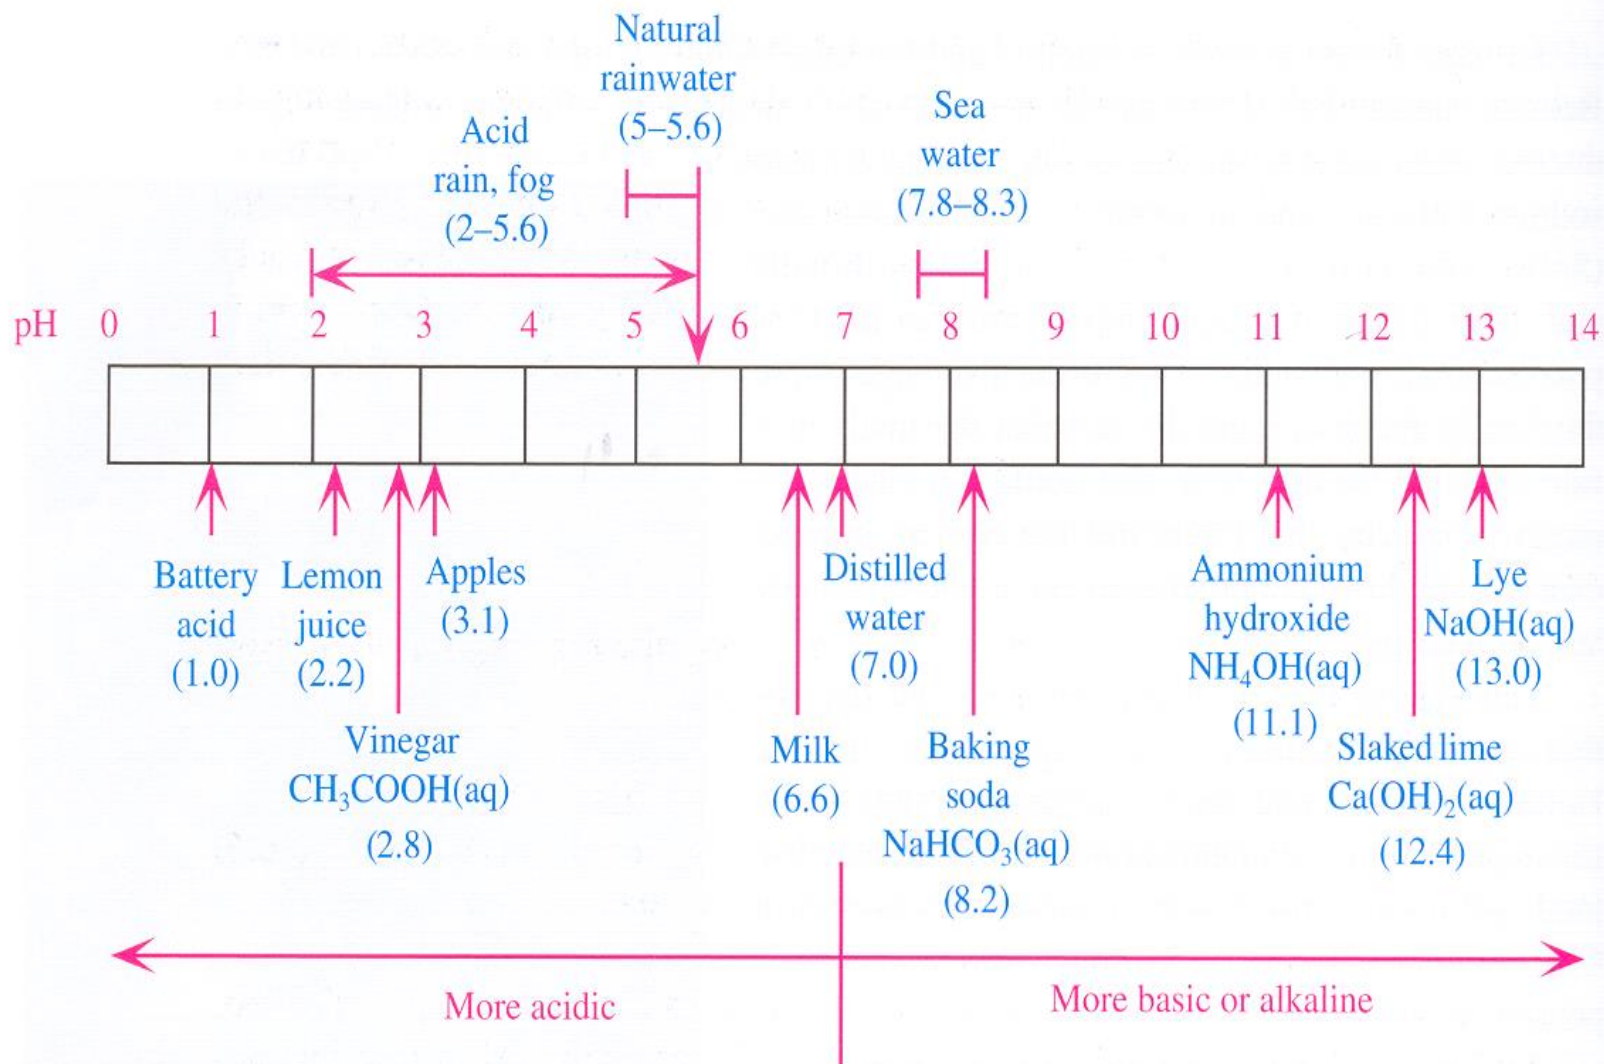 Natural
rainwater
(5–5.6)
Acid
rain, fog
(2–5.6)
Sea
water
(7.8–8.3)
pH 0 1 2 3 4 5 6 7 8 9 10 11 12 13 14
Battery
acid
(1.0)
Lemon
juice
(2.2)
Vinegar
CH₃COOH(aq)
(2.8)
Apples
(3.1)
Milk
(6.6)
Distilled
water
(7.0)
Baking
soda
NaHCO₃(aq)
(8.2)
Ammonium
hydroxide
NH₄OH(aq)
(11.1)
Slaked lime
Ca(OH)₂(aq)
(12.4)
Lye
NaOH(aq)
(13.0)
More acidic
More basic or alkaline